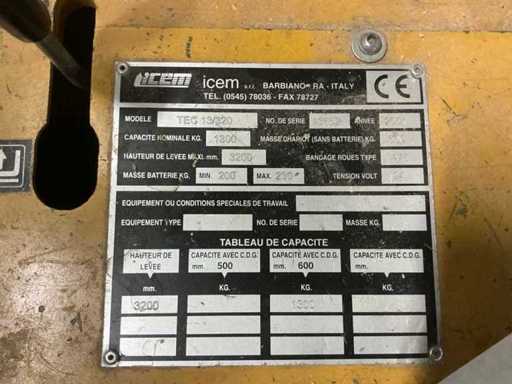 icem
icem s.r.l. BARBIANO RA - ITALY
TEL. (0545) 78036 - FAX 78727
CE
MODELE TEC 13/320 NO. DE SERIE ANNEE
CAPACITE NOMINALE KG. 1300 MASSE CHARIOT (SANS BATTERIE) KG.
HAUTEUR DE LEVEE MAXI. mm. 3200 BANDAGE ROUES TYPE
MASSE BATTERIE KG. MIN. 200 MAX. TENSION VOLT 24
EQUIPEMENT OU CONDITIONS SPECIALES DE TRAVAIL
EQUIPEMENT TYPE NO. DE SERIE MASSE KG.
TABLEAU DE CAPACITE
HAUTEUR DE LEVEE CAPACITE AVEC C.D.G. mm. 500 CAPACITE AVEC C.D.G. mm. 600 CAPACITE AVEC C.D.G. mm.
mm. KG. KG. KG.
3200 1300